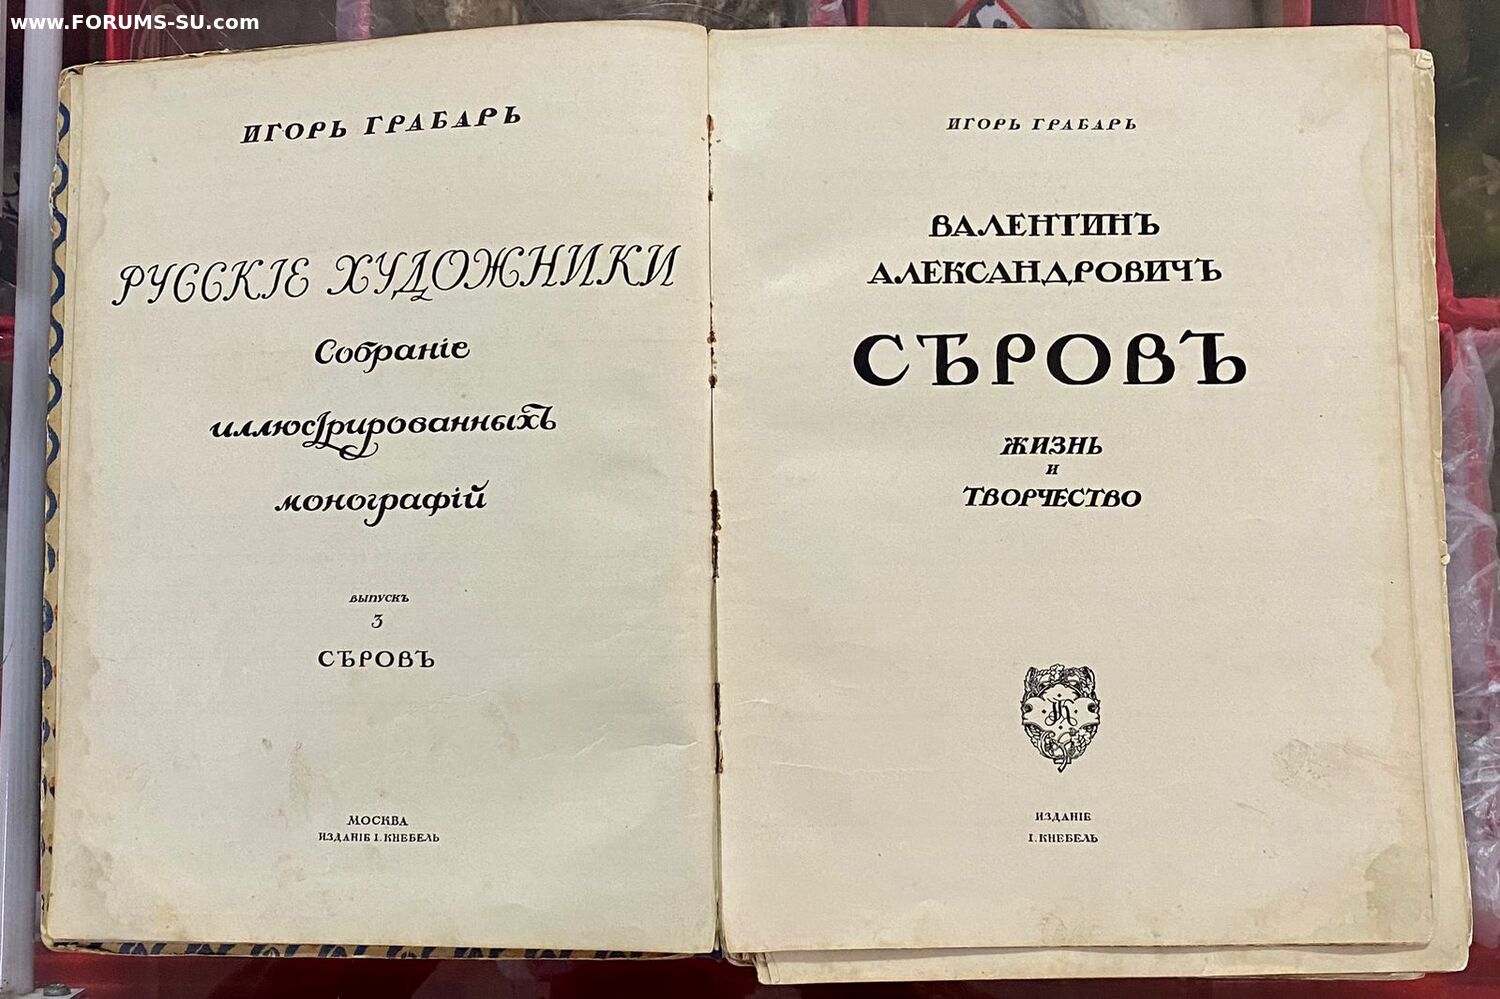 www.FORUMS-SU.com
ИГОРЬ ГРАБАРЬ
РУССКІЕ ХУДОЖНИКИ
Собраніе
иллюстрированныхъ
монографій
ВЫПУСКЪ
3
СѢРОВЪ
МОСКВА
ИЗДАНІЕ І. КНЕБЕЛЬ
ИГОРЬ ГРАБАРЬ
ВАЛЕНТИНЪ
АЛЕКСАНДРОВИЧЪ
СѢРОВЪ
ЖИЗНЬ
И
ТВОРЧЕСТВО
ІК
ИЗДАНІЕ
І. КНЕБЕЛЬ